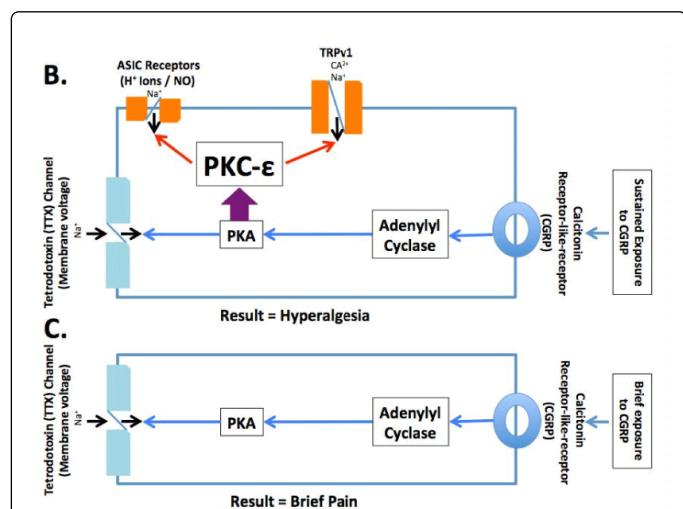 B.
ASIC Receptors
(H⁺ Ions / NO)
Na⁺
TRPv1
CA²⁺
Na⁺
PKC-ε
Tetrodotoxin (TTX) Channel
(Membrane voltage)
Na⁺
PKA
Adenylyl
Cyclase
Calcitonin
Receptor-like-receptor
(CGRP)
Sustained Exposure
to CGRP
Result = Hyperalgesia
C.
Tetrodotoxin (TTX) Channel
(Membrane voltage)
Na⁺
PKA
Adenylyl
Cyclase
Calcitonin
Receptor-like-receptor
(CGRP)
Brief exposure
to CGRP
Result = Brief Pain